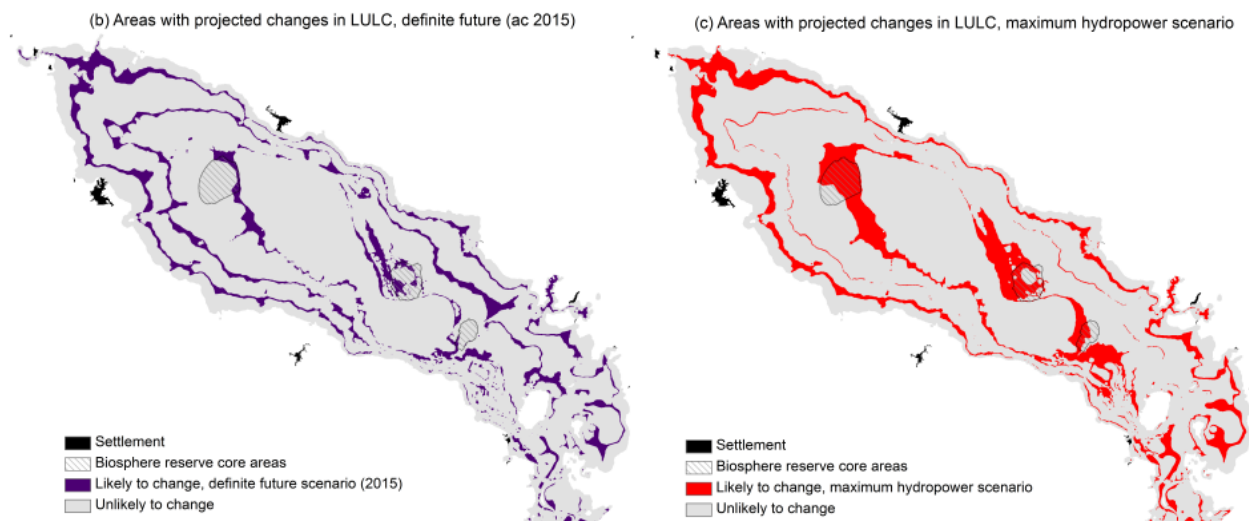 (b) Areas with projected changes in LULC, definite future (ac 2015)
Settlement
Biosphere reserve core areas
Likely to change, definite future scenario (2015)
Unlikely to change
(c) Areas with projected changes in LULC, maximum hydropower scenario
Settlement
Biosphere reserve core areas
Likely to change, maximum hydropower scenario
Unlikely to change